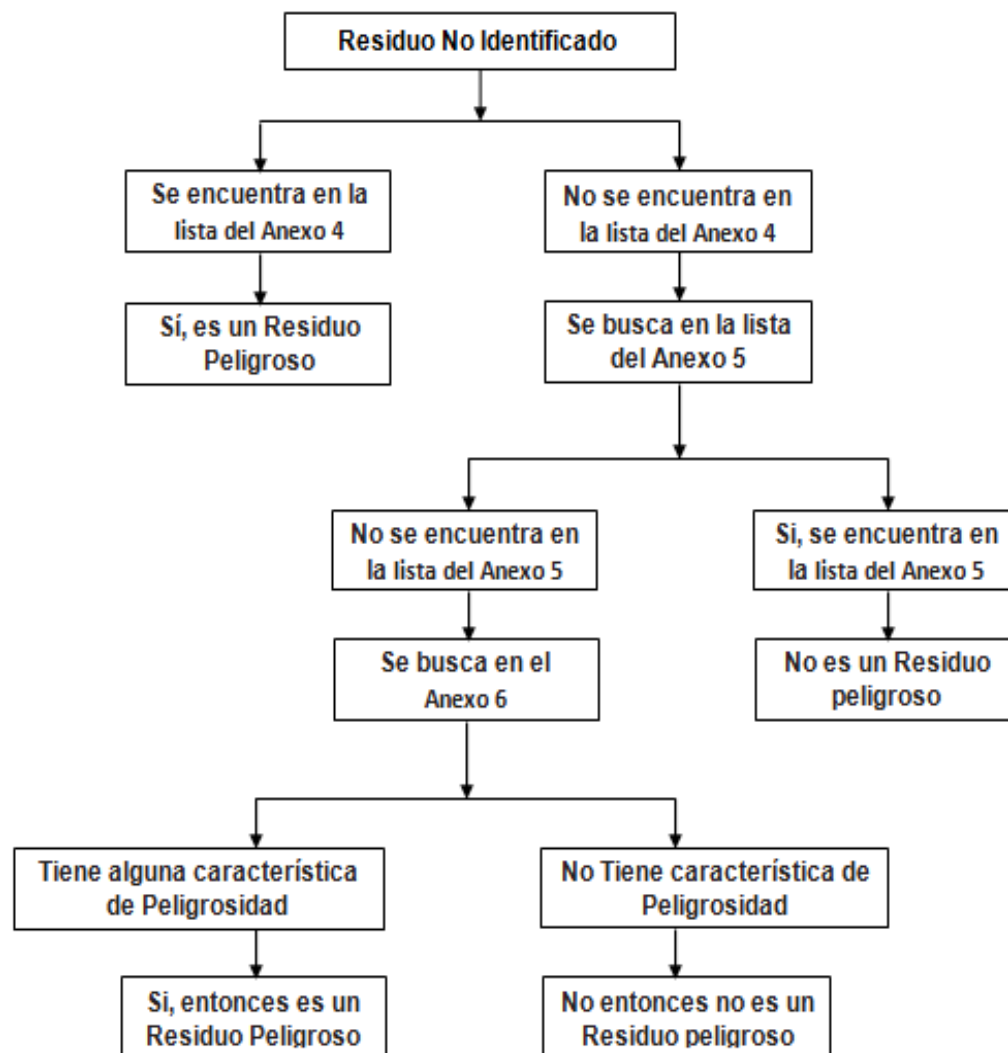 Residuo No Identificado
Se encuentra en la
lista del Anexo 4
No se encuentra en
la lista del Anexo 4
Sí, es un Residuo
Peligroso
Se busca en la lista
del Anexo 5
No se encuentra en
la lista del Anexo 5
Si, se encuentra en
la lista del Anexo 5
Se busca en el
Anexo 6
No es un Residuo
peligroso
Tiene alguna característica
de Peligrosidad
No Tiene característica de
Peligrosidad
Si, entonces es un
Residuo Peligroso
No entonces no es un
Residuo peligroso